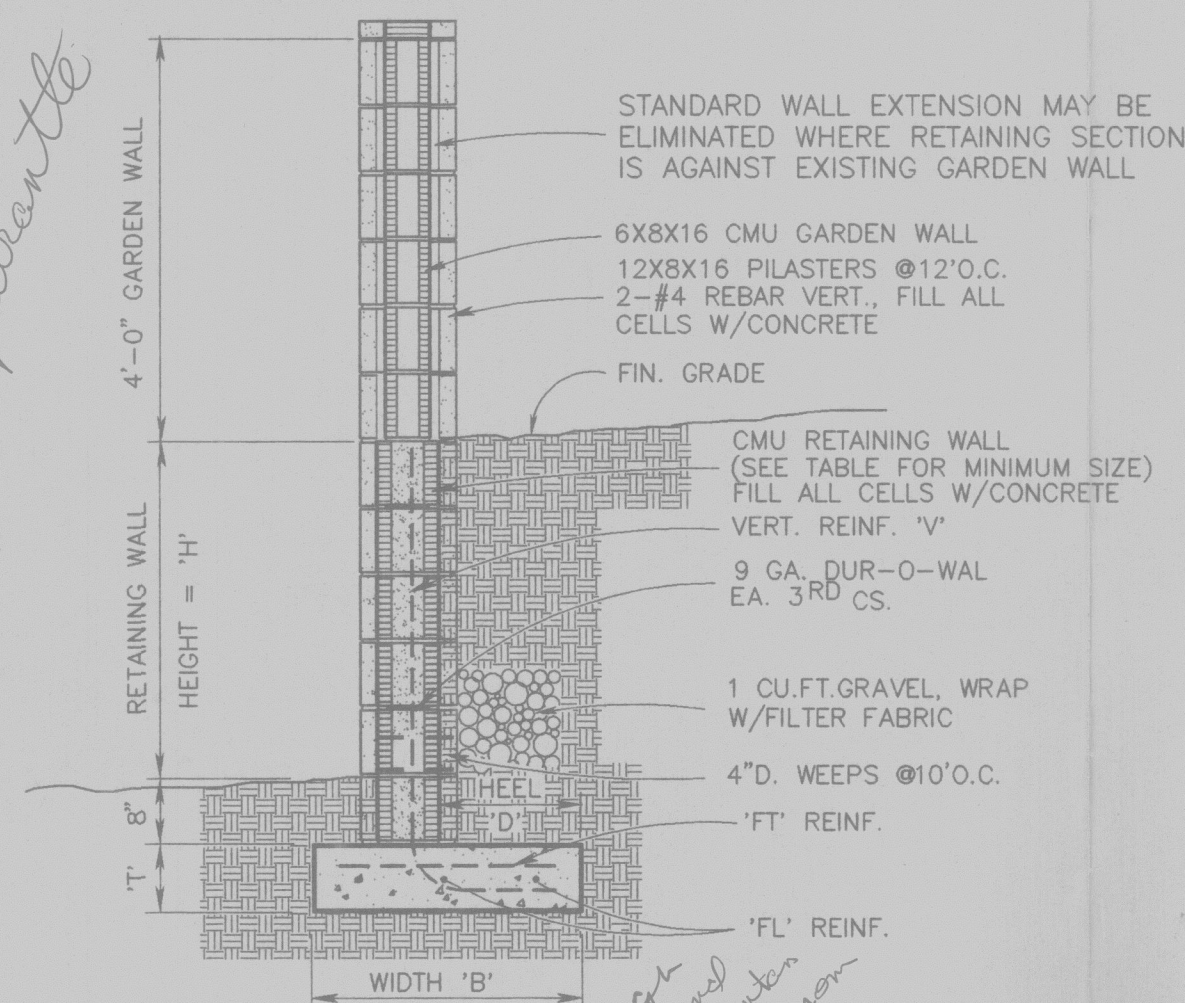 STANDARD WALL EXTENSION MAY BE
ELIMINATED WHERE RETAINING SECTION
IS AGAINST EXISTING GARDEN WALL
6X8X16 CMU GARDEN WALL
12X8X16 PILASTERS @12'O.C.
2-#4 REBAR VERT., FILL ALL
CELLS W/CONCRETE
FIN. GRADE
4'-0" GARDEN WALL
CMU RETAINING WALL
(SEE TABLE FOR MINIMUM SIZE)
FILL ALL CELLS W/CONCRETE
VERT. REINF. 'V'
9 GA. DUR-O-WAL
EA. 3RD CS.
RETAINING WALL
HEIGHT = 'H'
1 CU.FT.GRAVEL, WRAP
W/FILTER FABRIC
4"D. WEEPS @10'O.C.
HEEL
'D'
8"
'FT' REINF.
'T'
'FL' REINF.
WIDTH 'B'